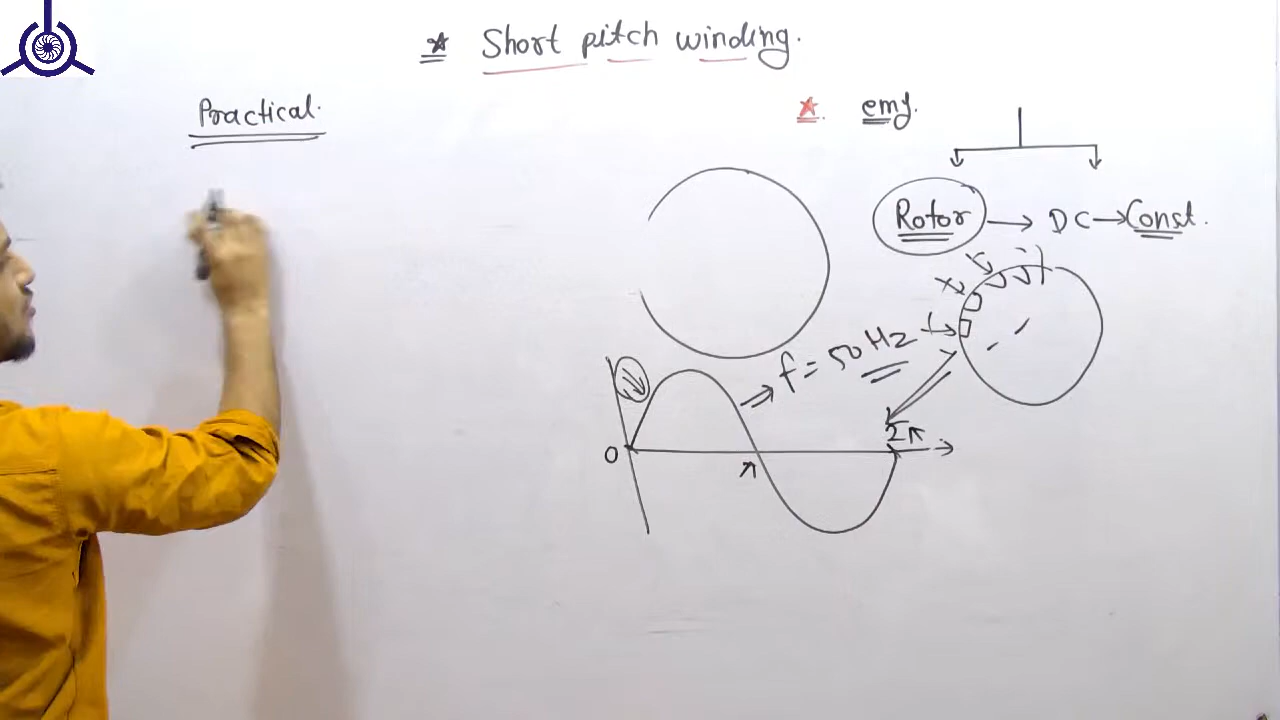 * Short pitch winding.
Practical.
* emf.
Rotor → DC → Const.
f = 50 Hz
0
2π